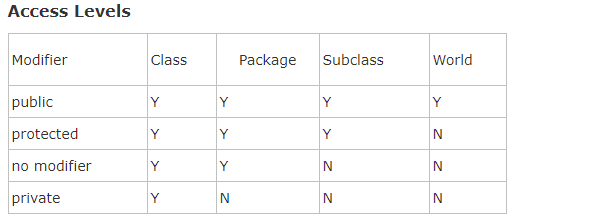 Access Levels
Modifier Class Package Subclass World
public Y Y Y Y
protected Y Y Y N
no modifier Y Y N N
private Y N N N